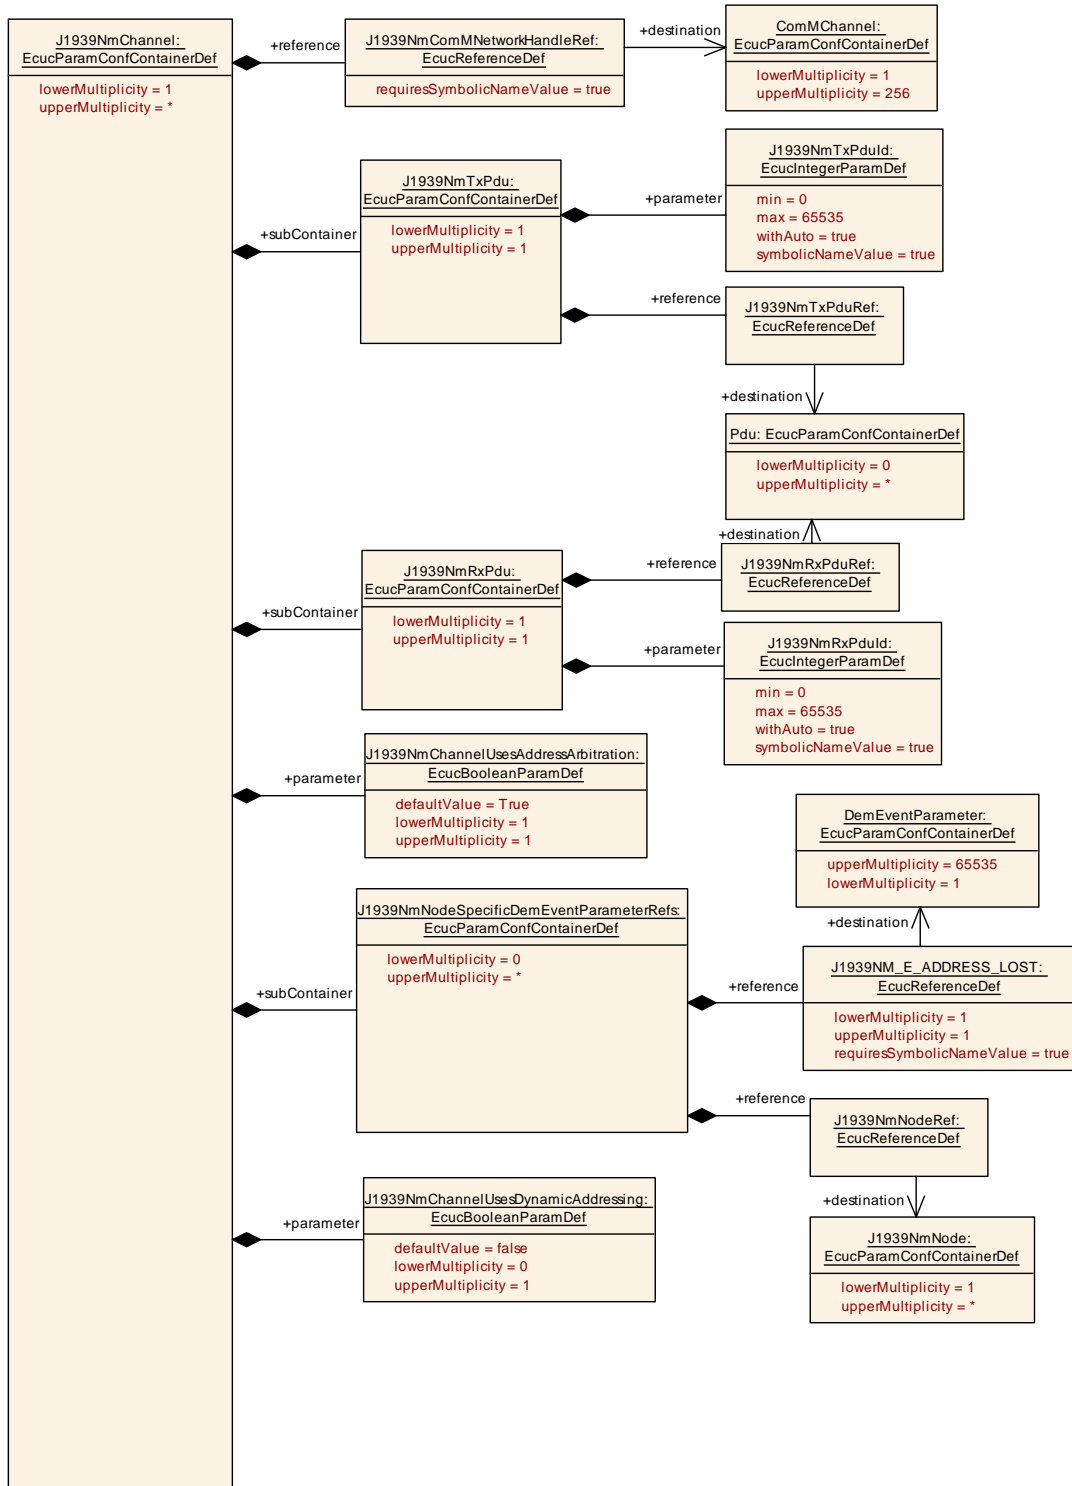 J1939NmChannel:
EcucParamConfContainerDef
lowerMultiplicity = 1
upperMultiplicity = *
+reference
J1939NmComMNetworkHandleRef:
EcucReferenceDef
requiresSymbolicNameValue = true
+destination
ComMChannel:
EcucParamConfContainerDef
lowerMultiplicity = 1
upperMultiplicity = 256
+subContainer
J1939NmTxPdu:
EcucParamConfContainerDef
lowerMultiplicity = 1
upperMultiplicity = 1
+parameter
J1939NmTxPduId:
EcucIntegerParamDef
min = 0
max = 65535
withAuto = true
symbolicNameValue = true
+reference
J1939NmTxPduRef:
EcucReferenceDef
+destination
Pdu: EcucParamConfContainerDef
lowerMultiplicity = 0
upperMultiplicity = *
+destination
+subContainer
J1939NmRxPdu:
EcucParamConfContainerDef
lowerMultiplicity = 1
upperMultiplicity = 1
+reference
J1939NmRxPduRef:
EcucReferenceDef
+parameter
J1939NmRxPduId:
EcucIntegerParamDef
min = 0
max = 65535
withAuto = true
symbolicNameValue = true
+parameter
J1939NmChannelUsesAddressArbitration:
EcucBooleanParamDef
defaultValue = True
lowerMultiplicity = 1
upperMultiplicity = 1
DemEventParameter:
EcucParamConfContainerDef
upperMultiplicity = 65535
lowerMultiplicity = 1
+destination
+subContainer
J1939NmNodeSpecificDemEventParameterRefs:
EcucParamConfContainerDef
lowerMultiplicity = 0
upperMultiplicity = *
+reference
J1939NM_E_ADDRESS_LOST:
EcucReferenceDef
lowerMultiplicity = 1
upperMultiplicity = 1
requiresSymbolicNameValue = true
+reference
J1939NmNodeRef:
EcucReferenceDef
+destination
J1939NmNode:
EcucParamConfContainerDef
lowerMultiplicity = 1
upperMultiplicity = *
+parameter
J1939NmChannelUsesDynamicAddressing:
EcucBooleanParamDef
defaultValue = false
lowerMultiplicity = 0
upperMultiplicity = 1